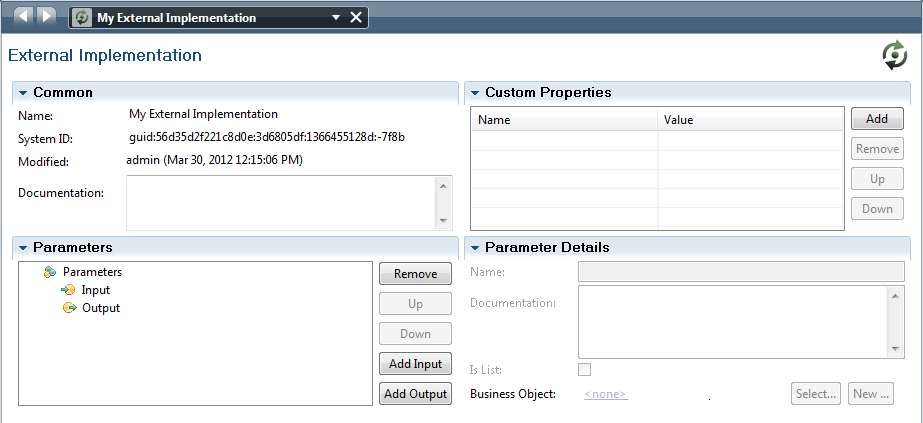 My External Implementation
External Implementation
Common
Name: My External Implementation
System ID: guid:56d35d2f221c8d0e:3d6805df:1366455128d:-7f8b
Modified: admin (Mar 30, 2012 12:15:06 PM)
Documentation:
Custom Properties
Name Value
Add
Remove
Up
Down
Parameters
Parameters
Input
Output
Remove
Up
Down
Add Input
Add Output
Parameter Details
Name:
Documentation:
Is List:
Business Object: <none> Select... New ...